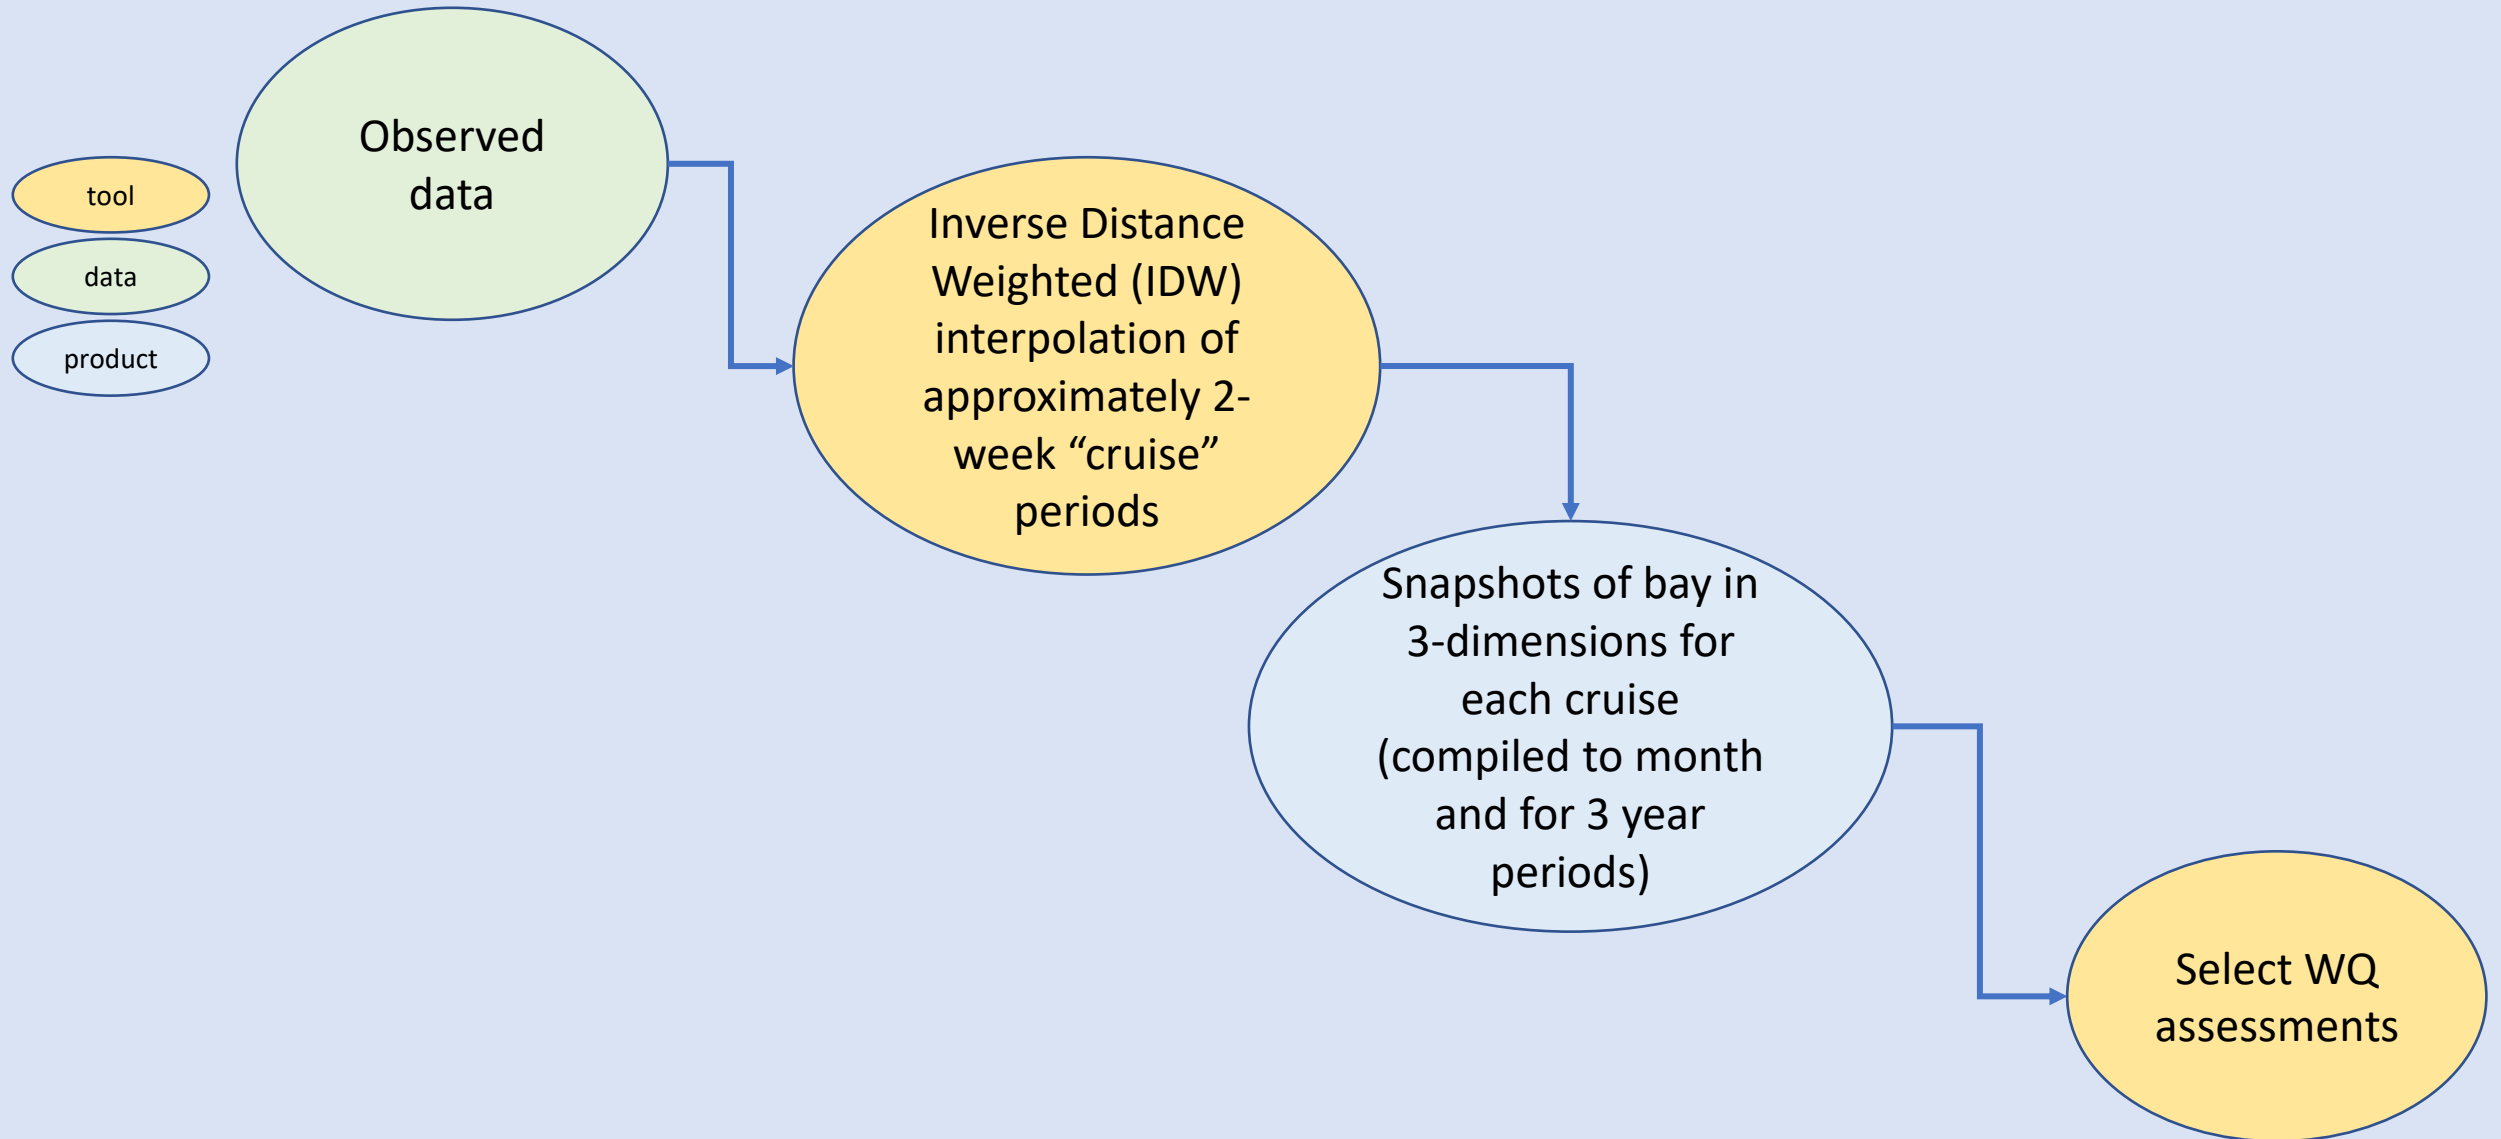 tool
data
product
Observed
data
Inverse Distance
Weighted (IDW)
interpolation of
approximately 2-
week “cruise”
periods
Snapshots of bay in
3-dimensions for
each cruise
(compiled to month
and for 3 year
periods)
Select WQ
assessments